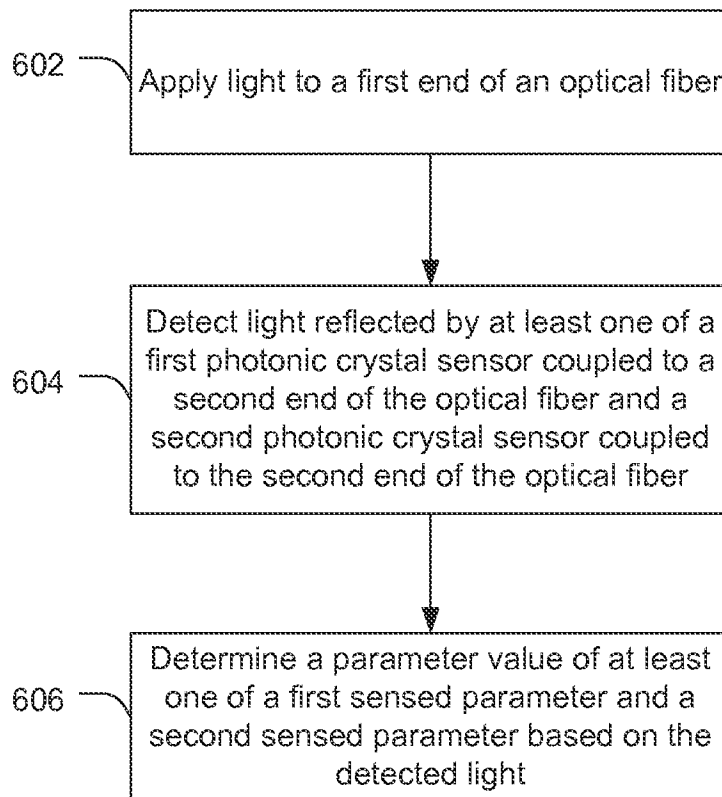 602
Apply light to a first end of an optical fiber
604
Detect light reflected by at least one of a
first photonic crystal sensor coupled to a
second end of the optical fiber and a
second photonic crystal sensor coupled
to the second end of the optical fiber
606
Determine a parameter value of at least
one of a first sensed parameter and a
second sensed parameter based on the
detected light